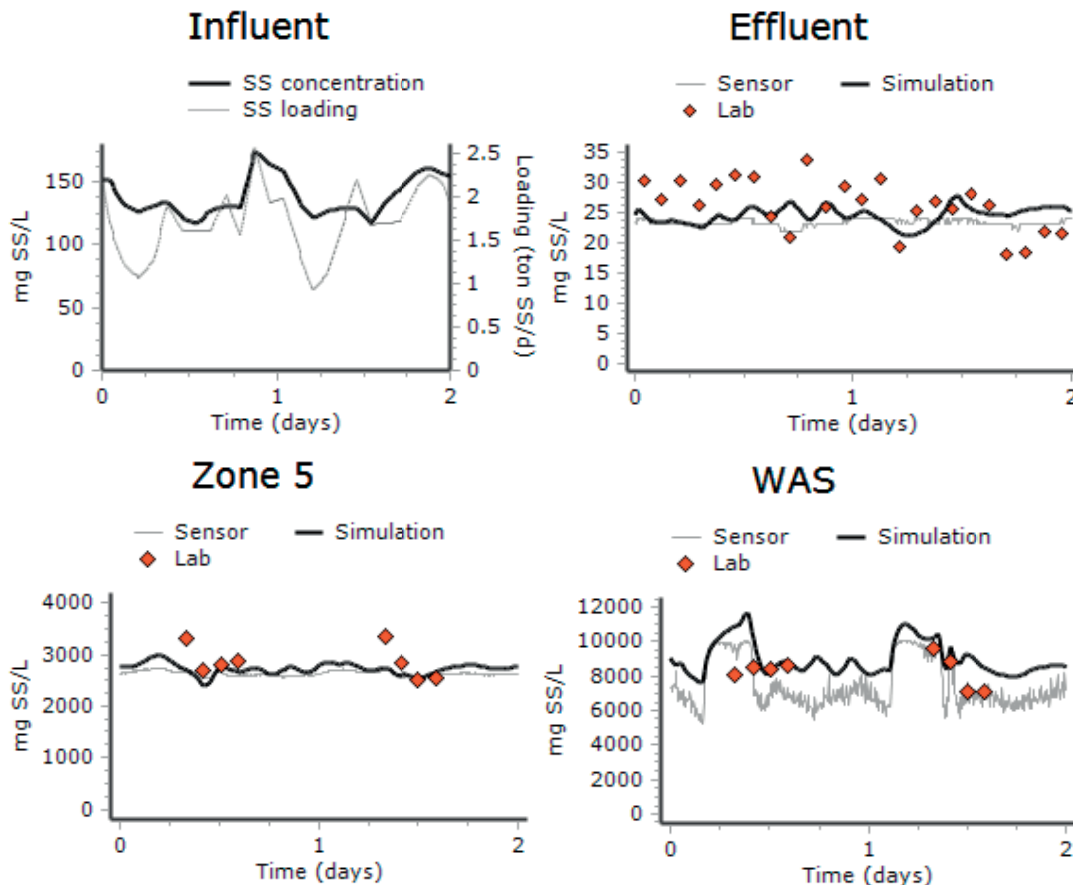 Influent
SS concentration
SS loading
mg SS/L
150
100
50
0
2.5
2
1.5
1
0.5
0
Loading (ton SS/d)
0 1 2
Time (days)
Effluent
Sensor Simulation
Lab
mg SS/L
35
30
25
20
15
10
5
0
0 1 2
Time (days)
Zone 5
Sensor Simulation
Lab
mg SS/L
4000
3000
2000
1000
0
0 1 2
Time (days)
WAS
Sensor Simulation
Lab
mg SS/L
12000
10000
8000
6000
4000
2000
0
0 1 2
Time (days)